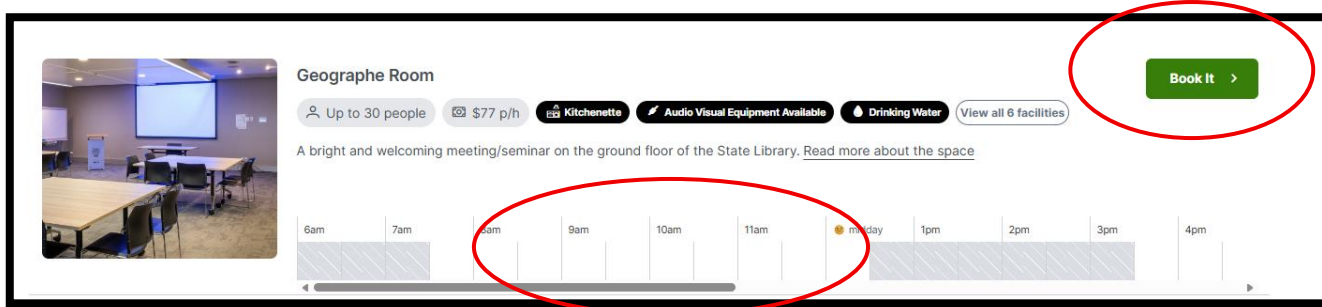 Geographe Room
Book It
Up to 30 people $77 p/h Kitchenette Audio Visual Equipment Available Drinking Water View all 6 facilities
A bright and welcoming meeting/seminar on the ground floor of the State Library. Read more about the space
6am 7am 8am 9am 10am 11am midday 1pm 2pm 3pm 4pm